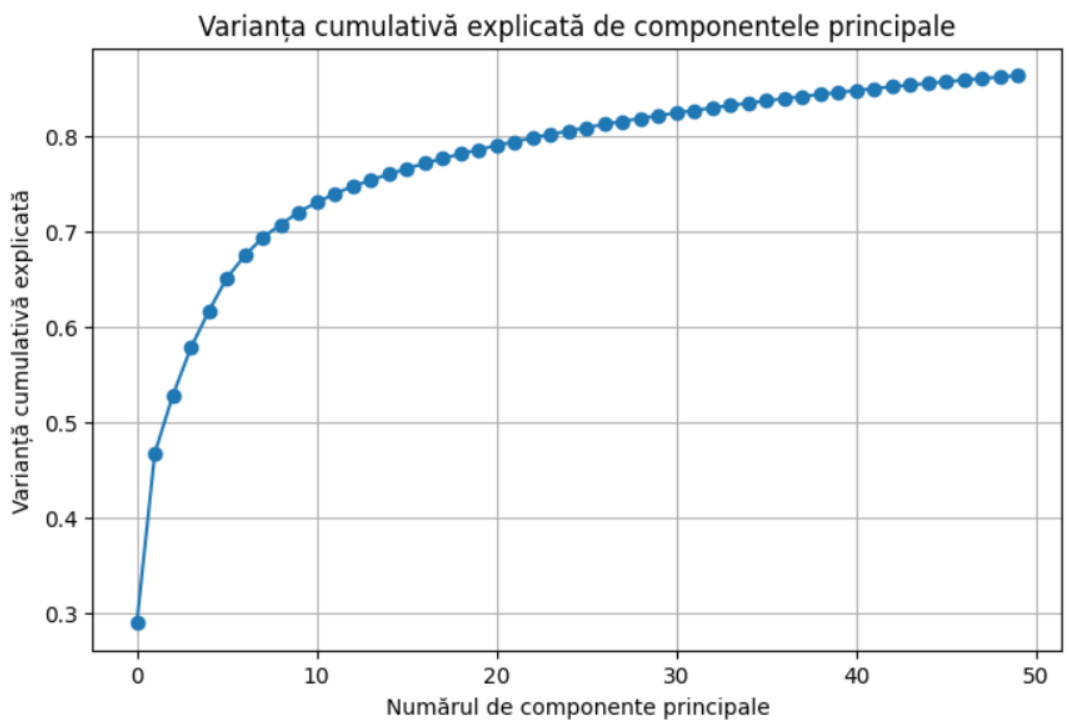 Varianța cumulativă explicată de componentele principale
Varianță cumulativă explicată
0.8
0.7
0.6
0.5
0.4
0.3
0 10 20 30 40 50
Numărul de componente principale